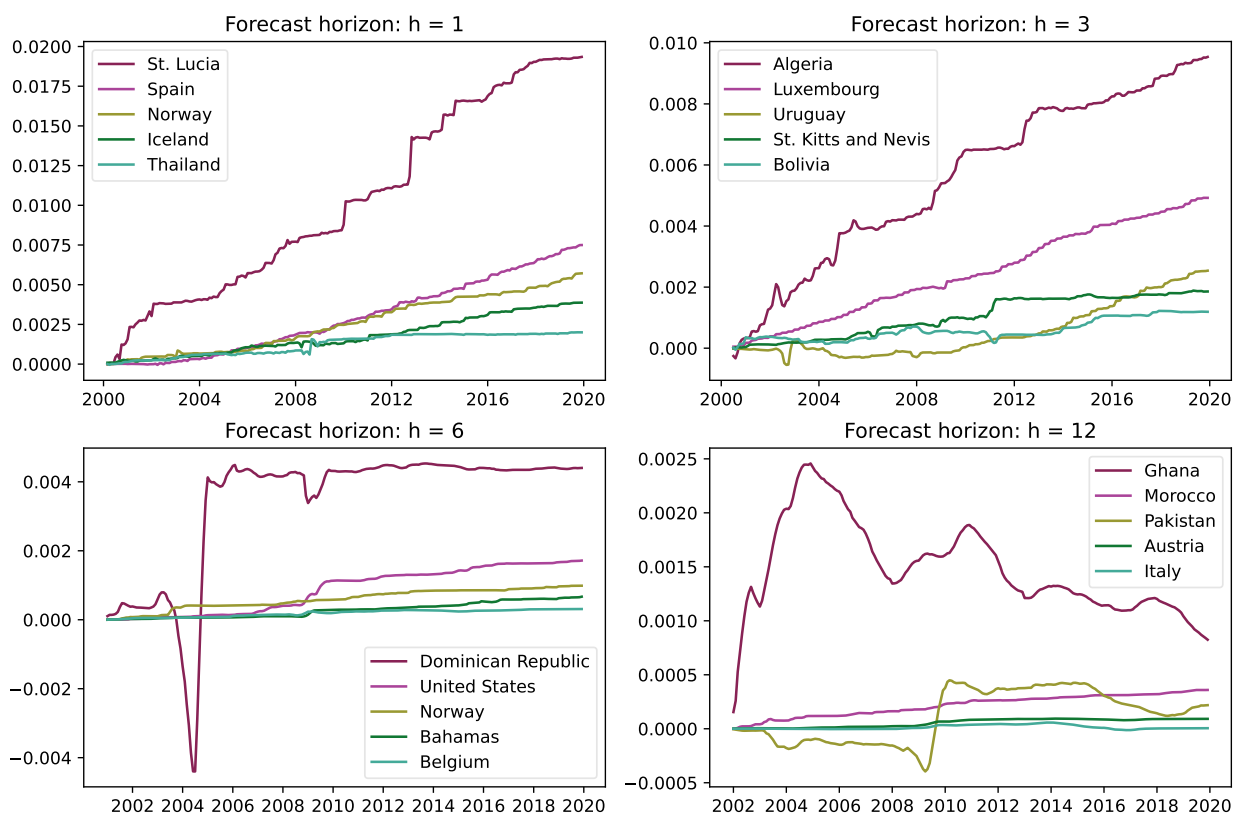 Forecast horizon: h = 1
0.0200
0.0175
0.0150
0.0125
0.0100
0.0075
0.0050
0.0025
0.0000
St. Lucia
Spain
Norway
Iceland
Thailand
2000 2004 2008 2012 2016 2020
Forecast horizon: h = 3
0.010
0.008
0.006
0.004
0.002
0.000
Algeria
Luxembourg
Uruguay
St. Kitts and Nevis
Bolivia
2000 2004 2008 2012 2016 2020
Forecast horizon: h = 6
0.004
0.002
0.000
−0.002
−0.004
Dominican Republic
United States
Norway
Bahamas
Belgium
2002 2004 2006 2008 2010 2012 2014 2016 2018 2020
Forecast horizon: h = 12
0.0025
0.0020
0.0015
0.0010
0.0005
0.0000
−0.0005
Ghana
Morocco
Pakistan
Austria
Italy
2002 2004 2006 2008 2010 2012 2014 2016 2018 2020